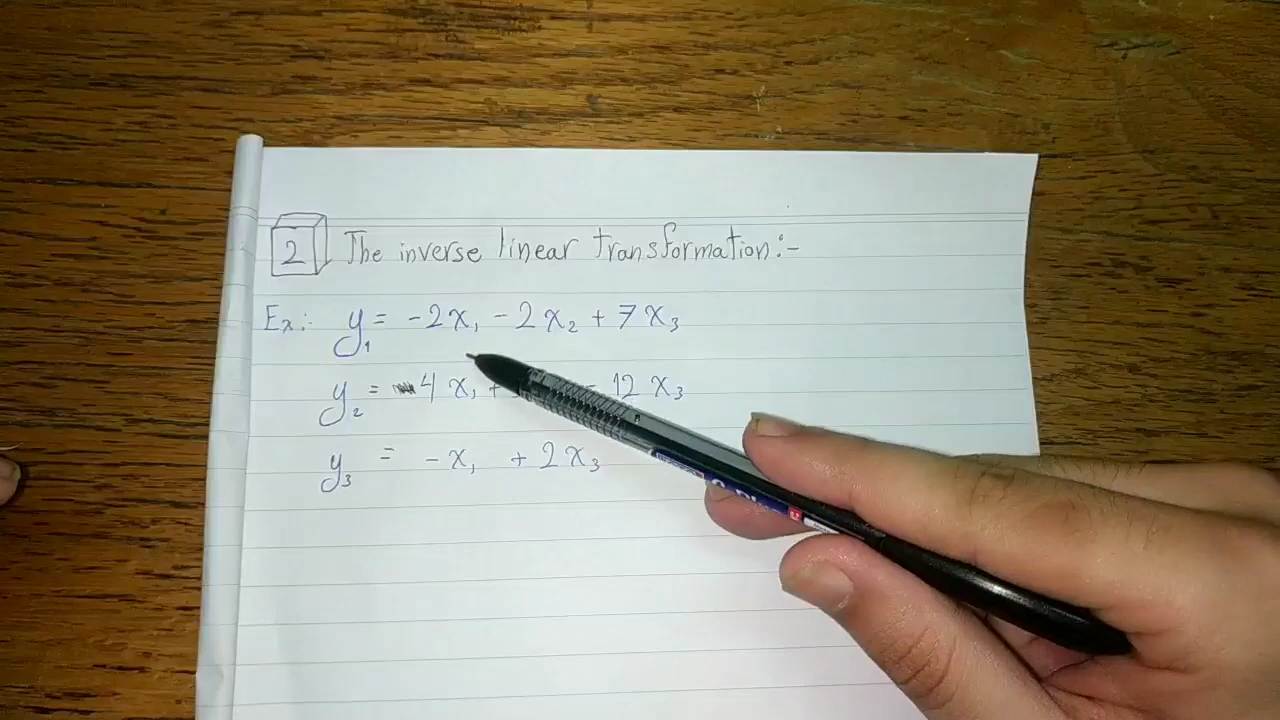 2 The inverse linear transformation:-
Ex:- y₁ = -2x₁ - 2x₂ + 7x₃
y₂ = 4x₁ + - 12x₃
y₃ = -x₁ + 2x₃